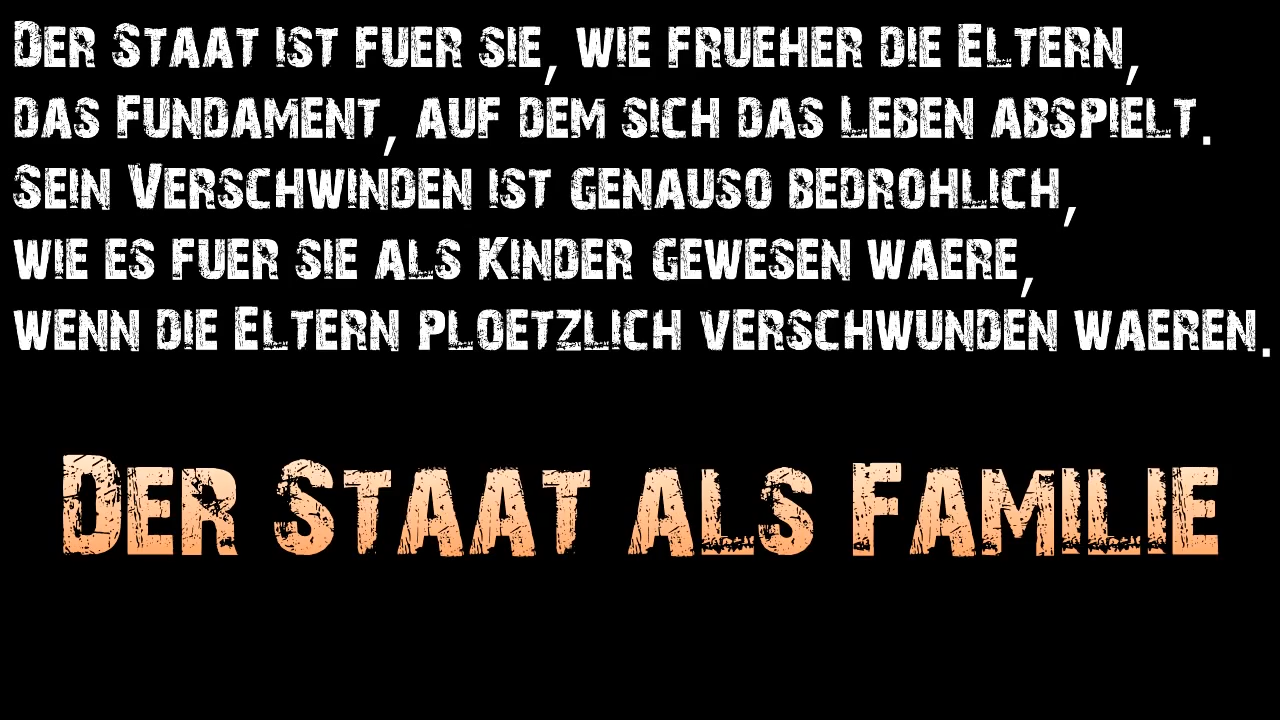 Der Staat ist fuer sie, wie frueher die Eltern,
das Fundament, auf dem sich das Leben abspielt.
Sein Verschwinden ist genauso bedrohlich,
wie es fuer sie als Kinder gewesen waere,
wenn die Eltern ploetzlich verschwunden waeren.
Der Staat als Familie